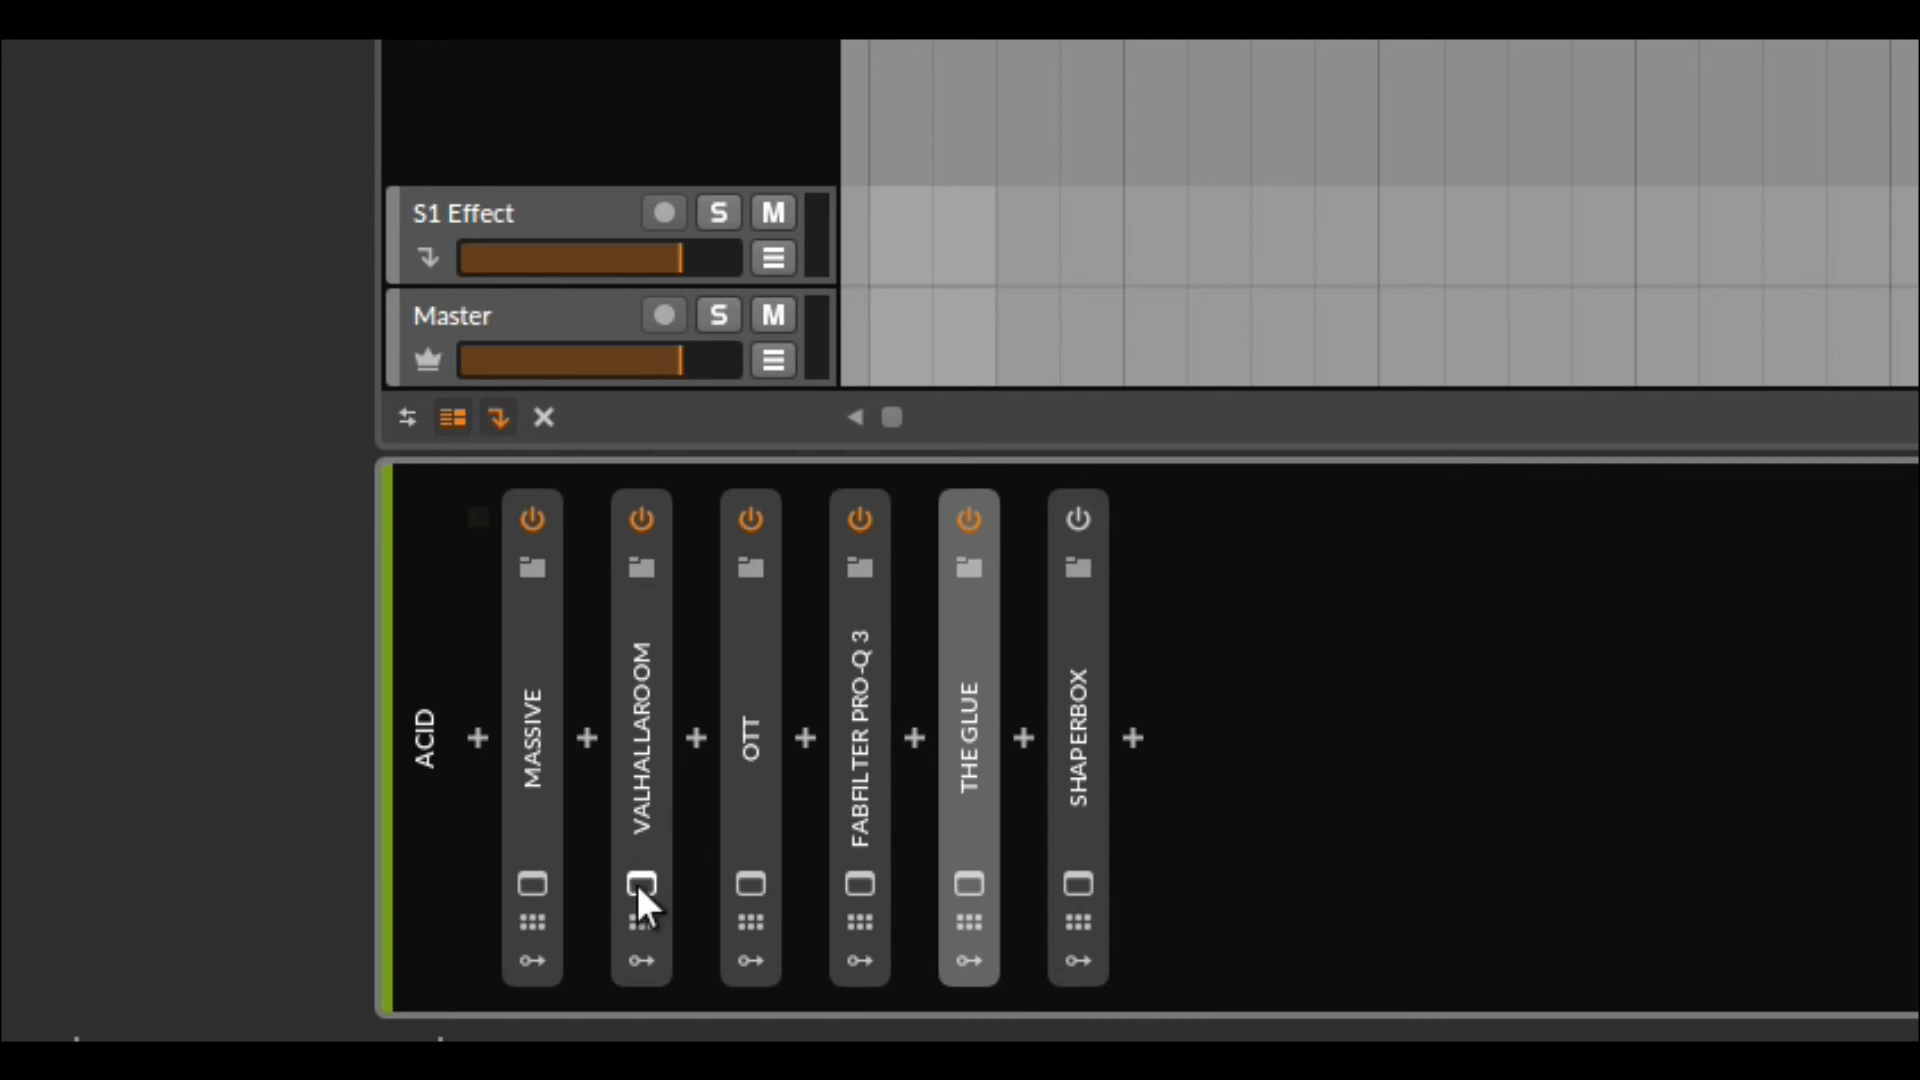 S1 Effect
S M
Master
S M
ACID
MASSIVE
VALHALLAROOM
OTT
FABFILTER PRO-Q 3
THE GLUE
SHAPERBOX